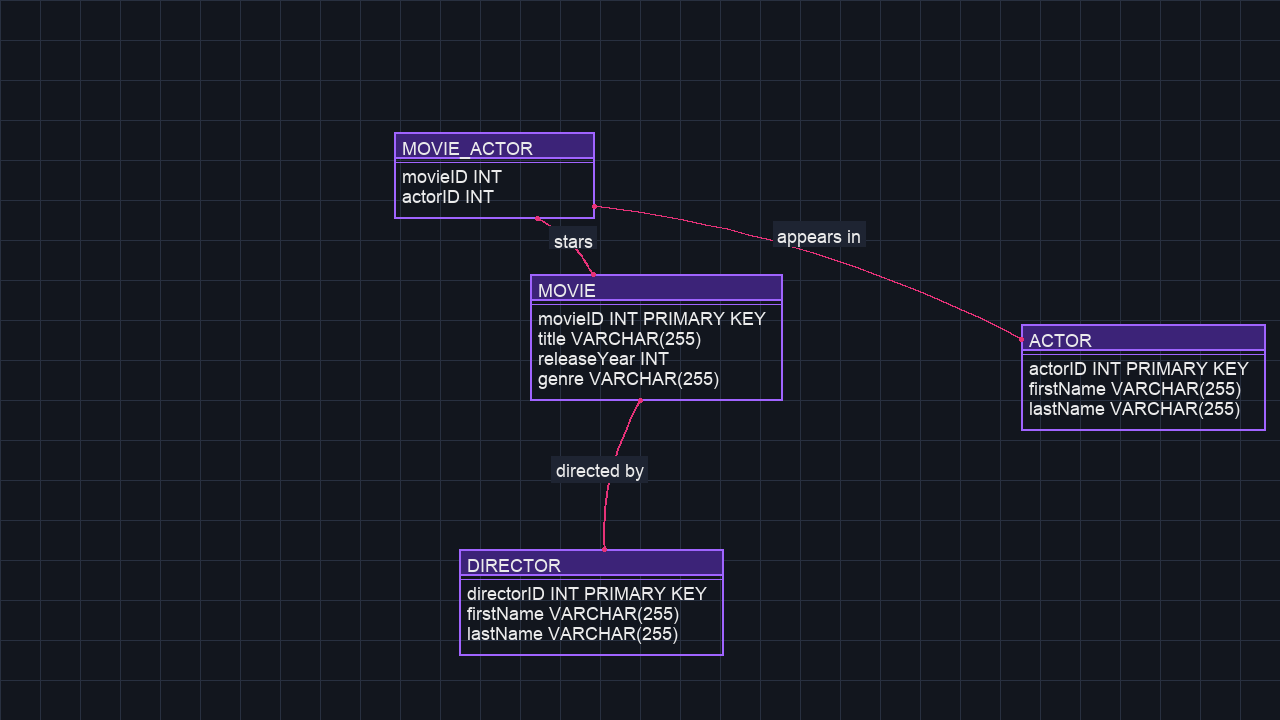 MOVIE_ACTOR
movieID INT
actorID INT
stars
appears in
MOVIE
movieID INT PRIMARY KEY
title VARCHAR(255)
releaseYear INT
genre VARCHAR(255)
ACTOR
actorID INT PRIMARY KEY
firstName VARCHAR(255)
lastName VARCHAR(255)
directed by
DIRECTOR
directorID INT PRIMARY KEY
firstName VARCHAR(255)
lastName VARCHAR(255)